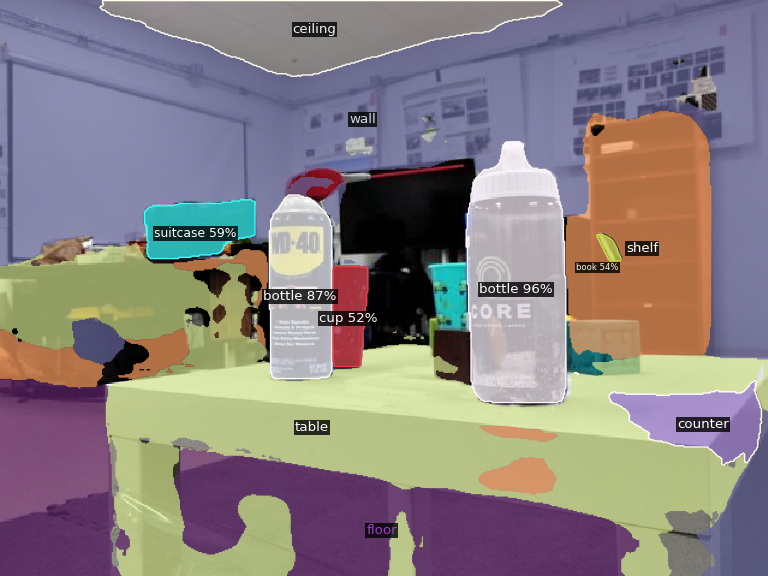 ceiling
wall
suitcase 59%
shelf
book 54%
WD-40
bottle 87%
bottle 96%
cup 52%
CORE
table
counter
floor